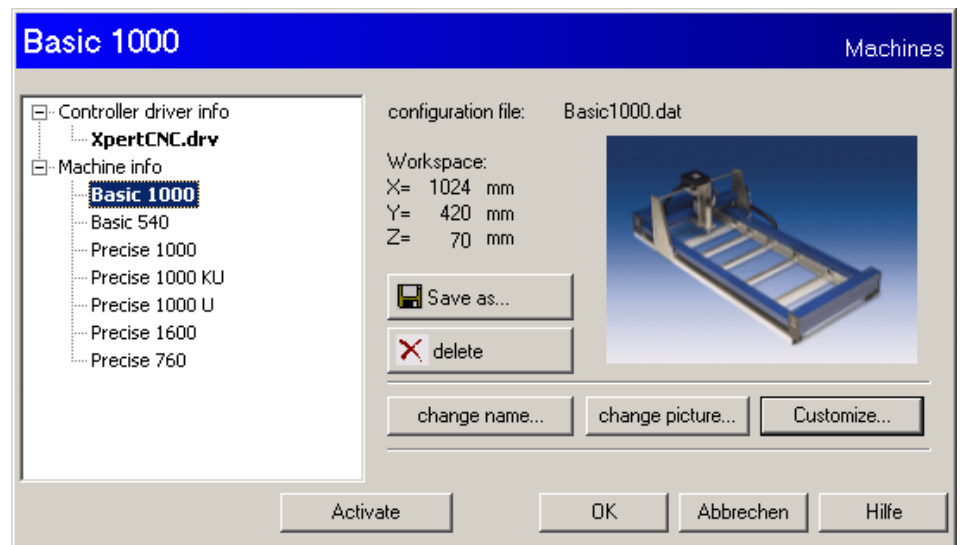 Basic 1000
Machines
Controller driver info
XpertCNC.drv
Machine info
Basic 1000
Basic 540
Precise 1000
Precise 1000 KU
Precise 1000 U
Precise 1600
Precise 760
configuration file: Basic1000.dat
Workspace:
X= 1024 mm
Y= 420 mm
Z= 70 mm
Save as...
delete
change name... change picture... Customize...
Activate OK Abbrechen Hilfe